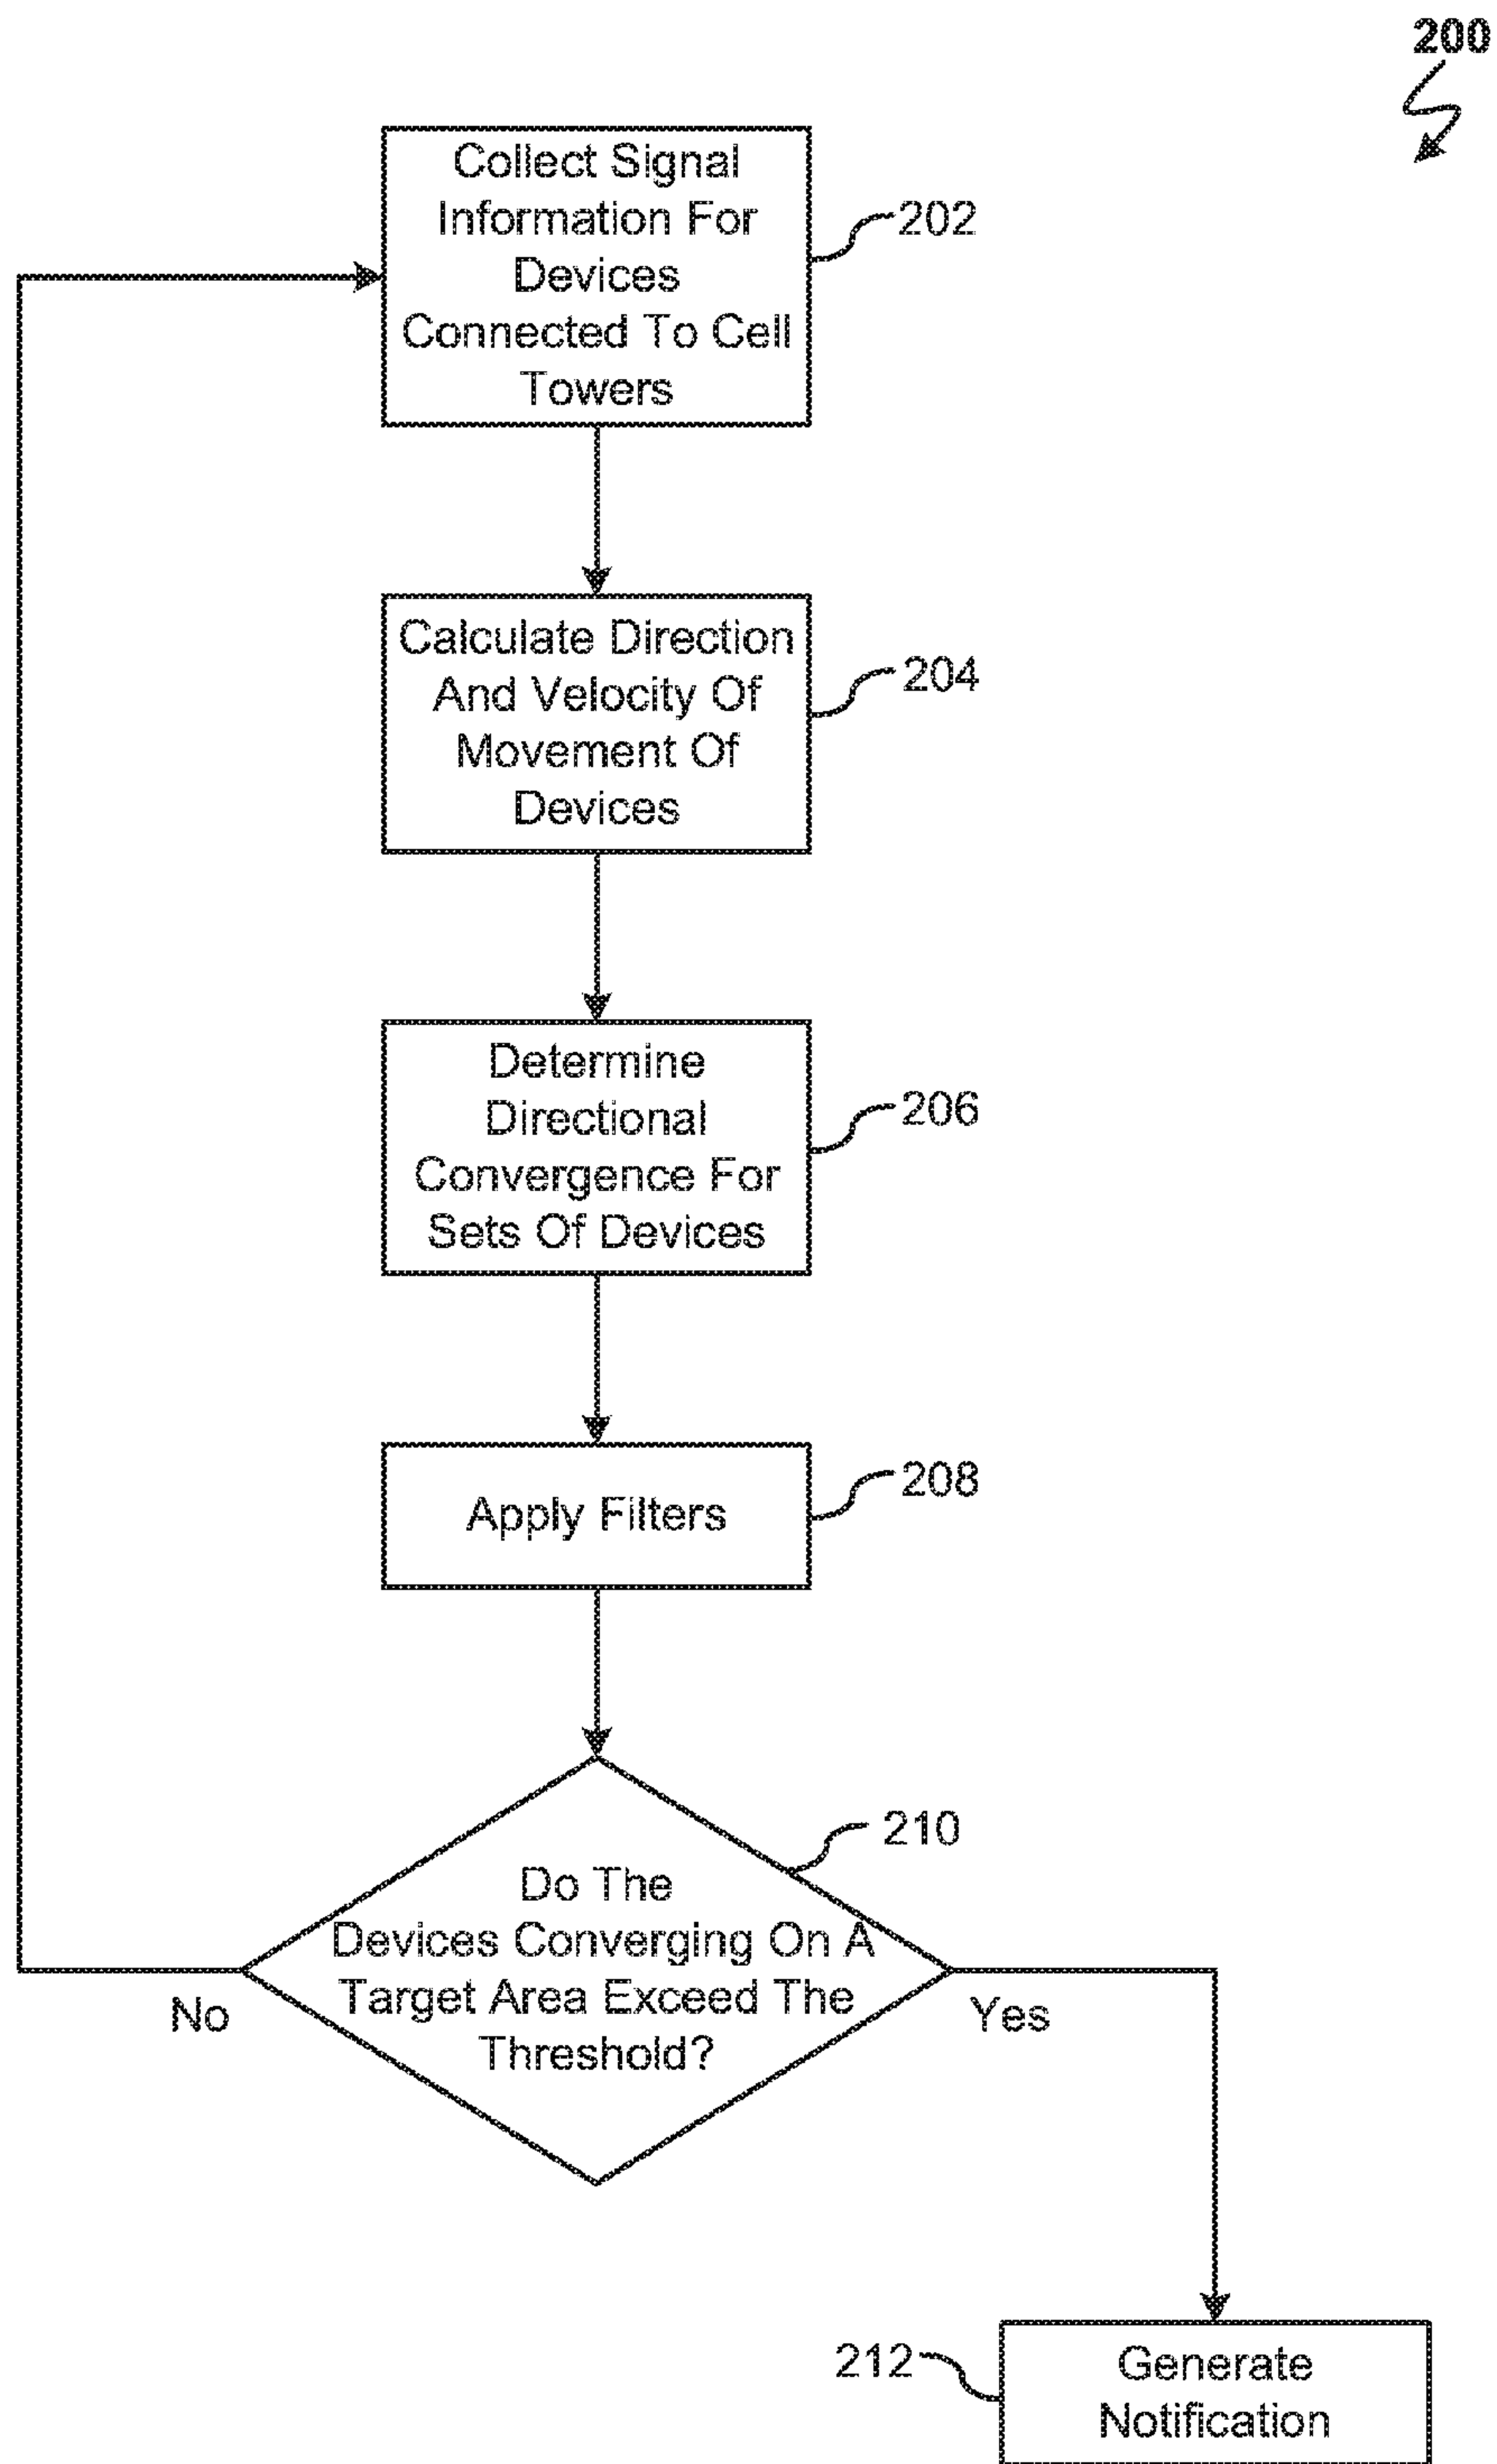 200
Collect Signal
Information For
Devices
Connected To Cell
Towers
202
Calculate Direction
And Velocity Of
Movement Of
Devices
204
Determine
Directional
Convergence For
Sets Of Devices
206
Apply Filters
208
210
Do The
Devices Converging On A
Target Area Exceed The
Threshold?
No
Yes
212
Generate
Notification